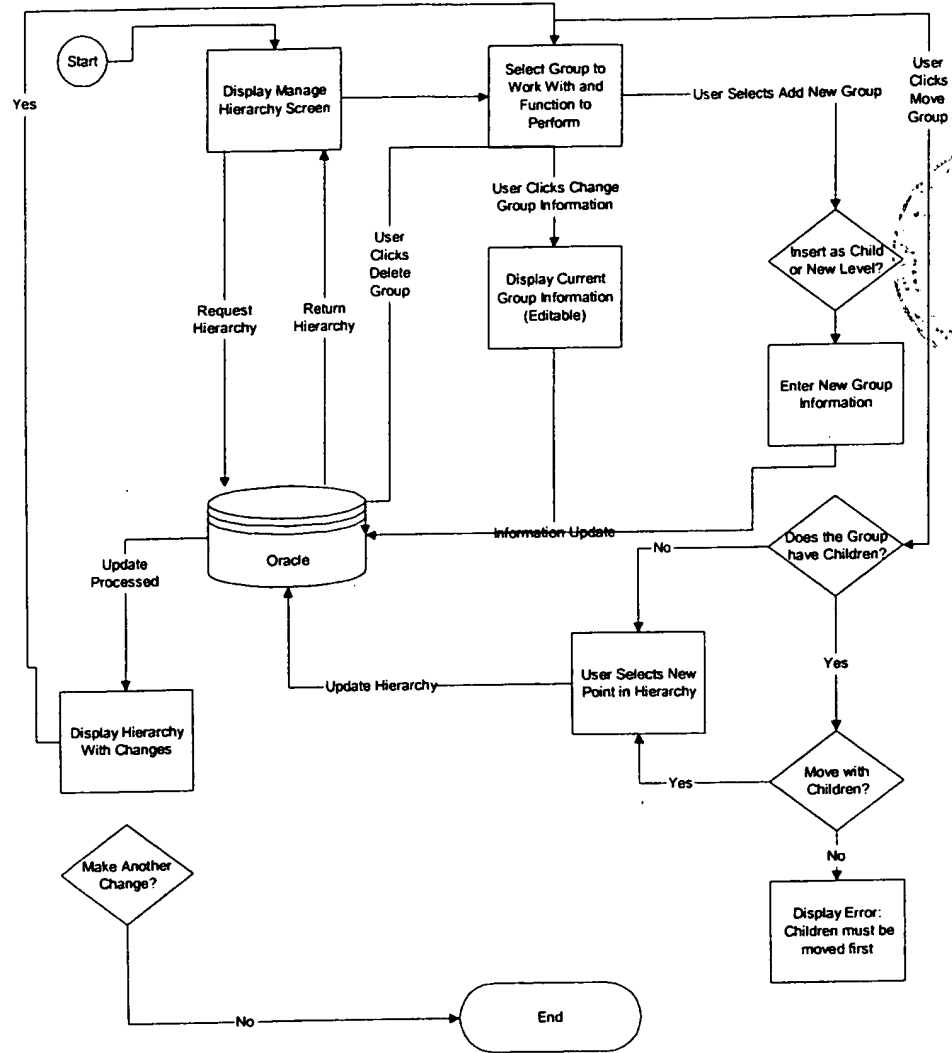 Start
Yes
Display Manage
Hierarchy Screen
Select Group to
Work With and
Function to
Perform
User Selects Add New Group
User
Clicks
Move
Group
User Clicks Change
Group Information
User
Clicks
Delete
Group
Insert as Child
or New Level?
Display Current
Group Information
(Editable)
Request
Hierarchy
Return
Hierarchy
Enter New Group
Information
Information Update
Oracle
Does the Group
have Children?
No
Update
Processed
Yes
User Selects New
Point in Hierarchy
Update Hierarchy
Display Hierarchy
With Changes
Move with
Children?
Yes
No
Make Another
Change?
Display Error:
Children must be
moved first
No
End